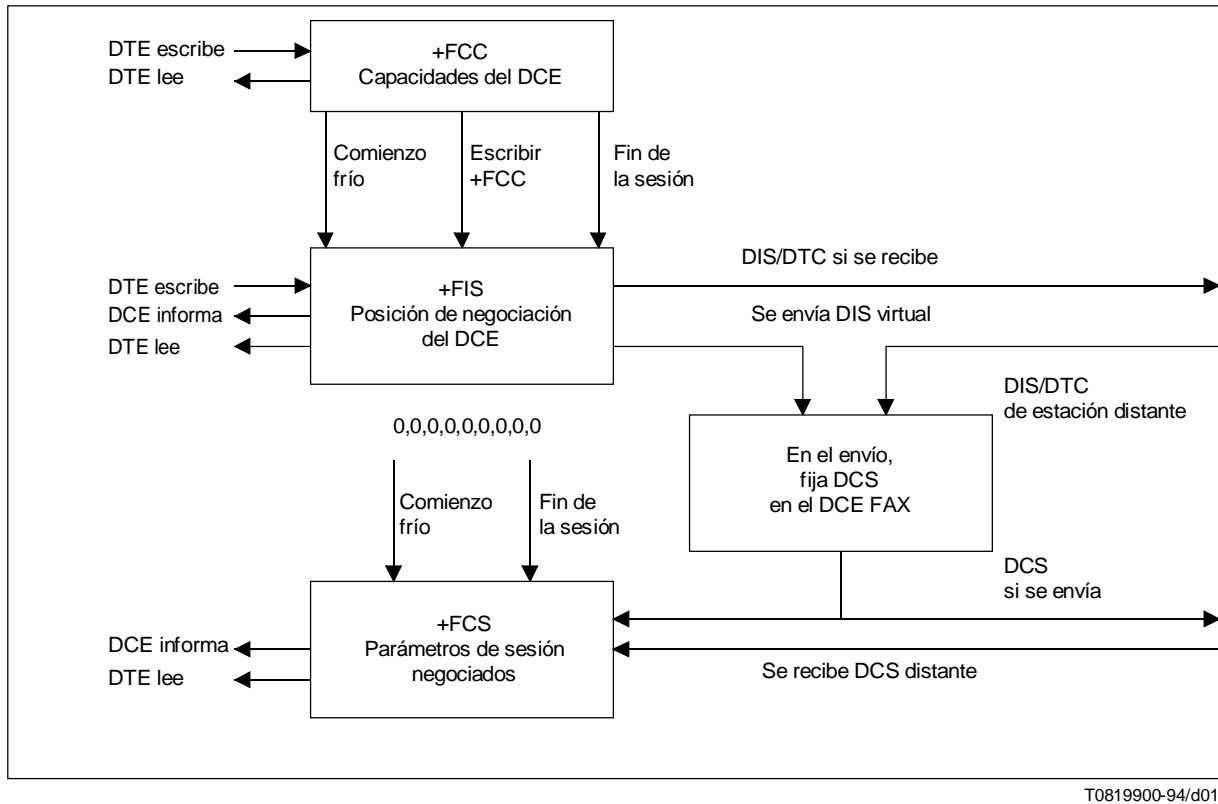 DTE escribe
DTE lee
+FCC
Capacidades del DCE
Comienzo
frío
Escribir
+FCC
Fin de
la sesión
DTE escribe
DCE informa
DTE lee
+FIS
Posición de negociación
del DCE
DIS/DTC si se recibe
Se envía DIS virtual
DIS/DTC
de estación distante
0,0,0,0,0,0,0,0,0
En el envío,
fija DCS
en el DCE FAX
Comienzo
frío
Fin de
la sesión
DCS
si se envía
DCE informa
DTE lee
+FCS
Parámetros de sesión
negociados
Se recibe DCS distante
T0819900-94/d01